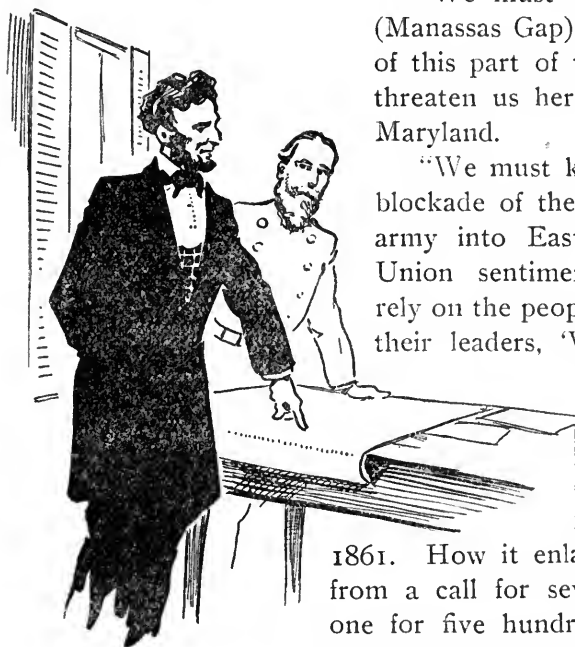 "We must
(Manassas Gap)
of this part of
threaten us her
Maryland.
"We must k
blockade of the
army into East
Union sentime
rely on the peop
their leaders, 'W
1861. How it enla
from a call for sev
one for five hundr